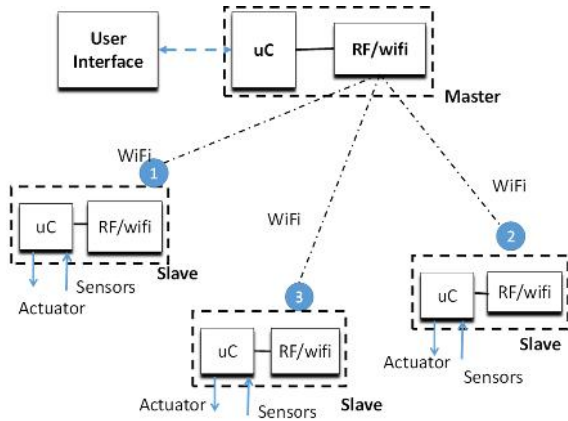 User
Interface
uC
RF/wifi
Master
WiFi
1
WiFi
WiFi
2
uC
RF/wifi
Slave
Sensors
Actuator
3
uC
RF/wifi
Slave
Actuator
Sensors
uC
RF/wifi
Slave
Actuator
Sensors